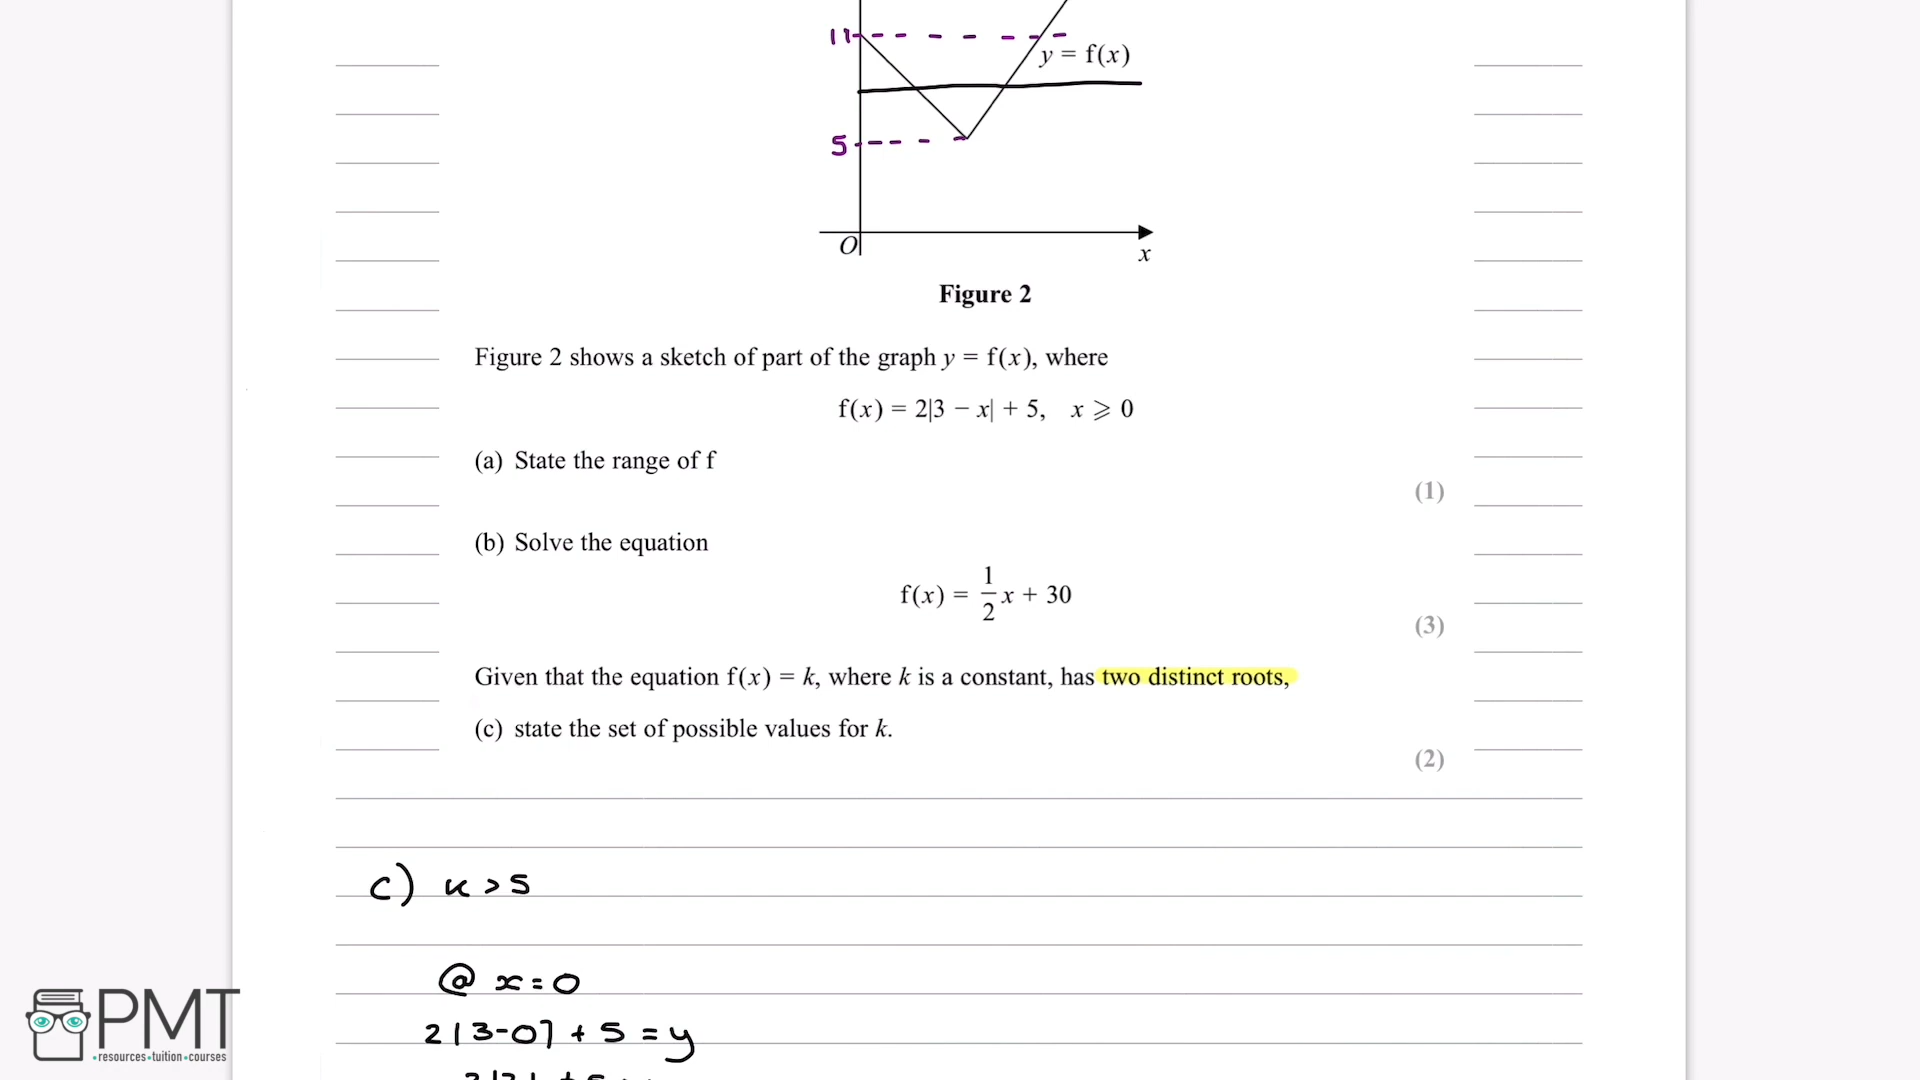 11
y = f(x)
5
O
x
Figure 2
Figure 2 shows a sketch of part of the graph y = f(x), where
f(x) = 2|3 − x| + 5,   x ⩾ 0
(a) State the range of f
(1)
(b) Solve the equation
f(x) = 1/2 x + 30
(3)
Given that the equation f(x) = k, where k is a constant, has two distinct roots,
(c) state the set of possible values for k.
(2)
c) k > 5
@ x = 0
2|3-0| + 5 = y
PMT
•resources•tuition•courses